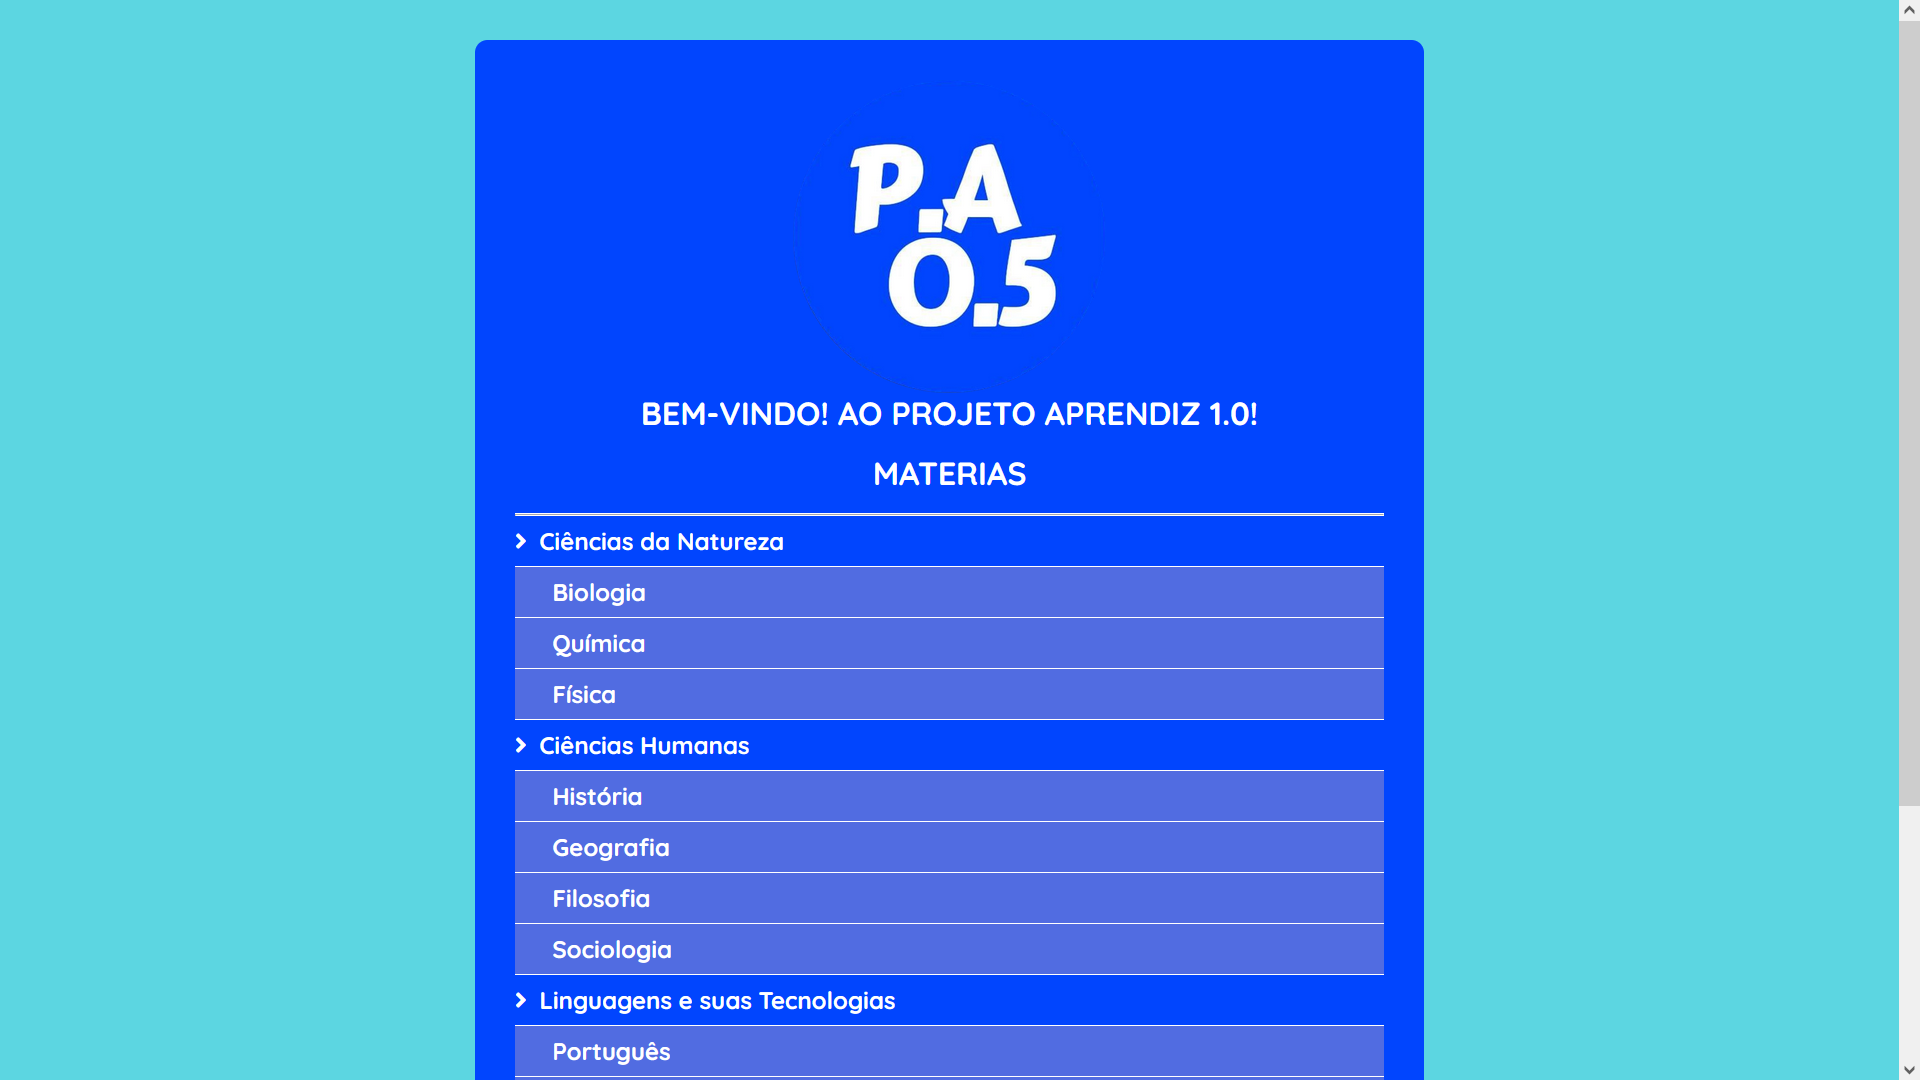 P.A
0.5
BEM-VINDO! AO PROJETO APRENDIZ 1.0!
MATERIAS
Ciências da Natureza
Biologia
Química
Física
Ciências Humanas
História
Geografia
Filosofia
Sociologia
Linguagens e suas Tecnologias
Português